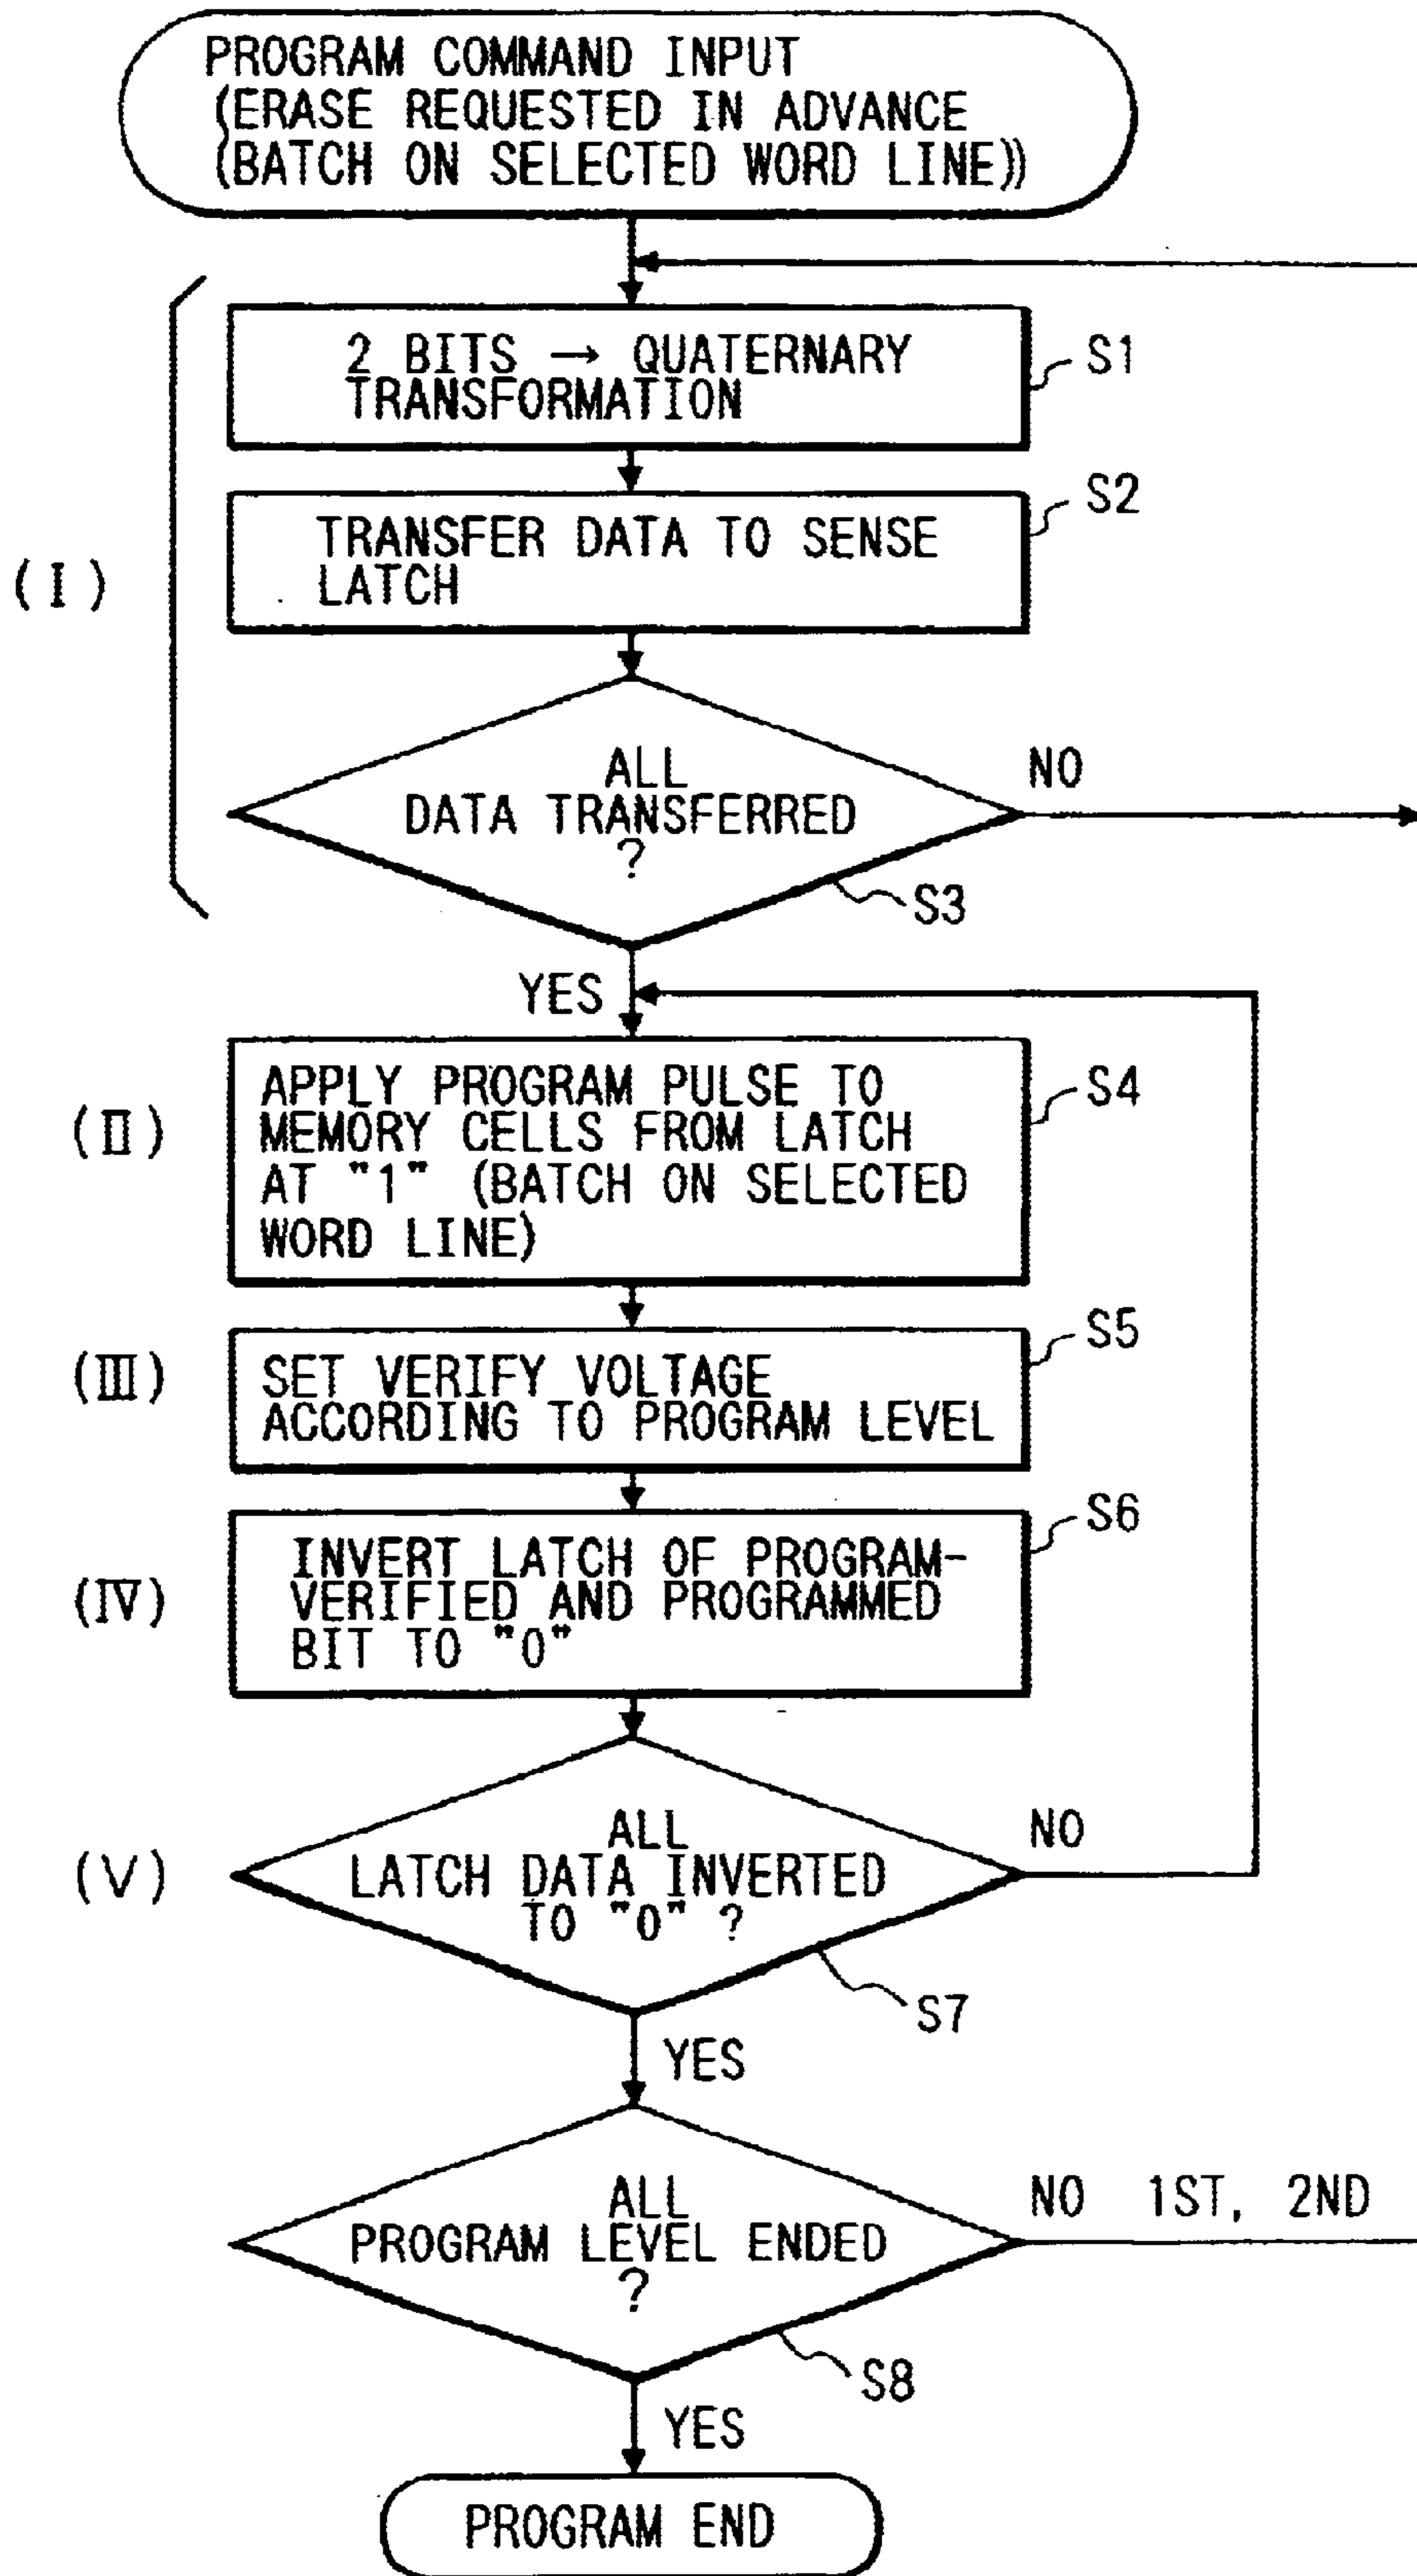 PROGRAM COMMAND INPUT
(ERASE REQUESTED IN ADVANCE
(BATCH ON SELECTED WORD LINE))
2 BITS → QUATERNARY
TRANSFORMATION
S1
TRANSFER DATA TO SENSE
LATCH
S2
(I)
ALL
DATA TRANSFERRED
?
NO
S3
YES
APPLY PROGRAM PULSE TO
MEMORY CELLS FROM LATCH
AT "1" (BATCH ON SELECTED
WORD LINE)
S4
(II)
SET VERIFY VOLTAGE
ACCORDING TO PROGRAM LEVEL
S5
(III)
INVERT LATCH OF PROGRAM-
VERIFIED AND PROGRAMMED
BIT TO "0"
S6
(IV)
ALL
LATCH DATA INVERTED
TO "0" ?
NO
(V)
S7
YES
ALL
PROGRAM LEVEL ENDED
?
NO 1ST, 2ND
S8
YES
PROGRAM END